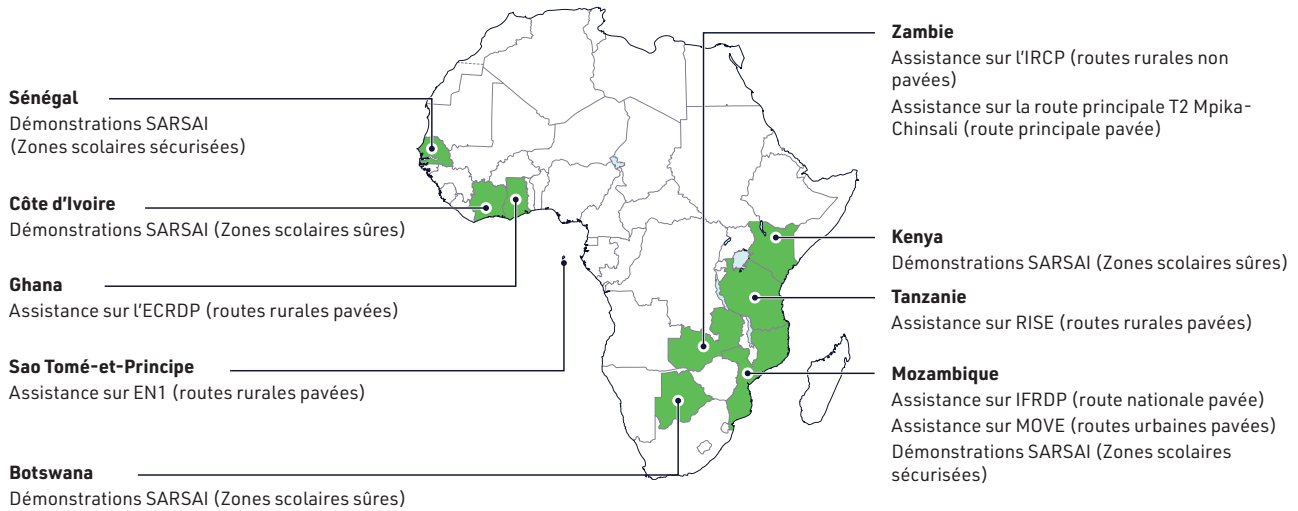 Sénégal
Démonstrations SARSAI
(Zones scolaires sécurisées)
Côte d’Ivoire
Démonstrations SARSAI (Zones scolaires sûres)
Ghana
Assistance sur l’ECRDP (routes rurales pavées)
Sao Tomé-et-Principe
Assistance sur EN1 (routes rurales pavées)
Botswana
Démonstrations SARSAI (Zones scolaires sûres)
Zambie
Assistance sur l’IRCP (routes rurales non
pavées)
Assistance sur la route principale T2 Mpika-
Chinsali (route principale pavée)
Kenya
Démonstrations SARSAI (Zones scolaires sûres)
Tanzanie
Assistance sur RISE (routes rurales pavées)
Mozambique
Assistance sur IFRDP (route nationale pavée)
Assistance sur MOVE (routes urbaines pavées)
Démonstrations SARSAI (Zones scolaires
sécurisées)